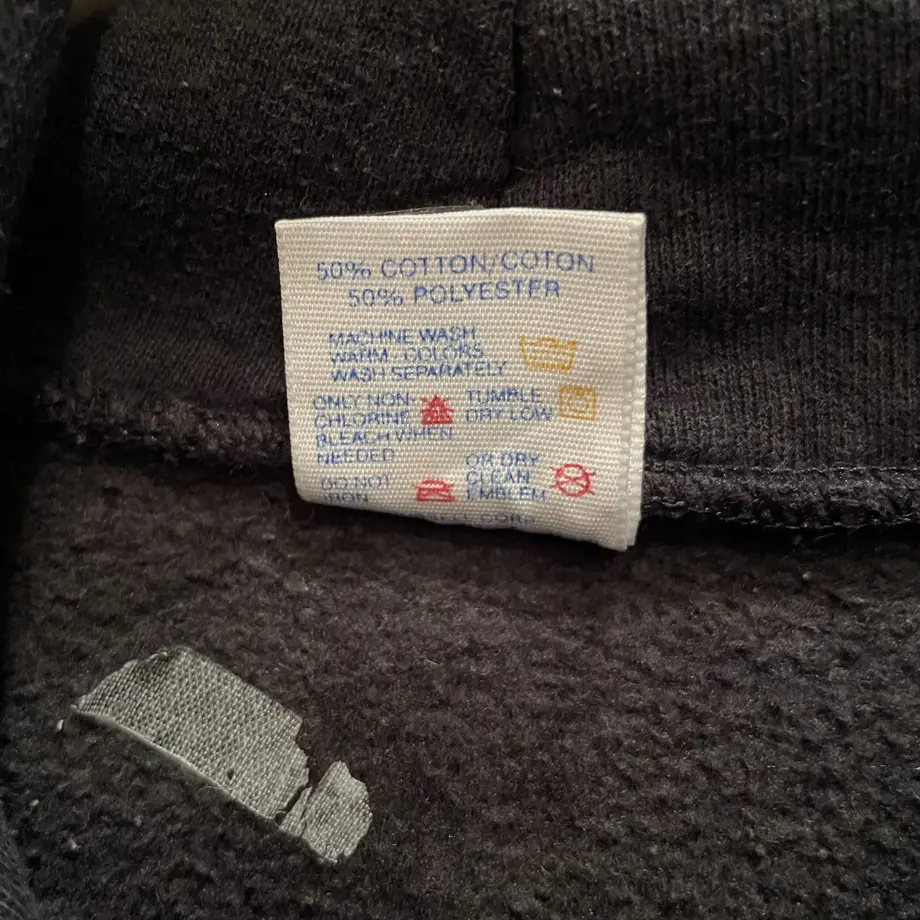 50% COTTON/COTON
50% POLYESTER
MACHINE WASH
WARM - COLORS
WASH SEPARATELY
ONLY NON-
CHLORINE
BLEACH WHEN
NEEDED
TUMBLE
DRY LOW
DO NOT
IRON
OR DRY
CLEAN
EMBLEM
CORP